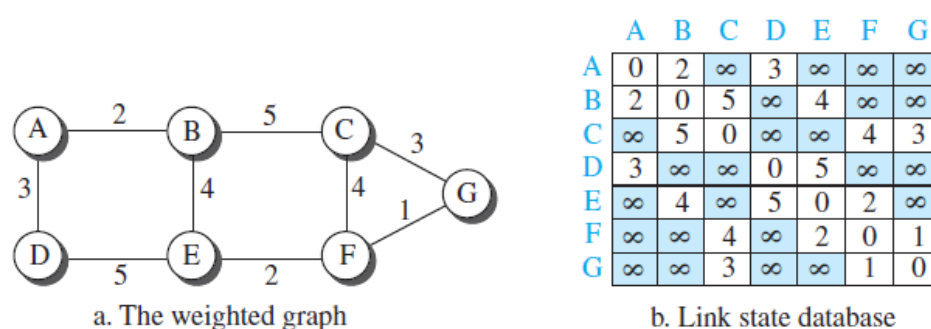 A B C D E F G
A 0 2 ∞ 3 ∞ ∞ ∞
B 2 0 5 ∞ 4 ∞ ∞
C ∞ 5 0 ∞ ∞ 4 3
D 3 ∞ ∞ 0 5 ∞ ∞
E ∞ 4 ∞ 5 0 2 ∞
F ∞ ∞ 4 ∞ 2 0 1
G ∞ ∞ 3 ∞ ∞ 1 0
2 5
A B C
3
3 4 4 G
1
D E F
5 2
a. The weighted graph
b. Link state database